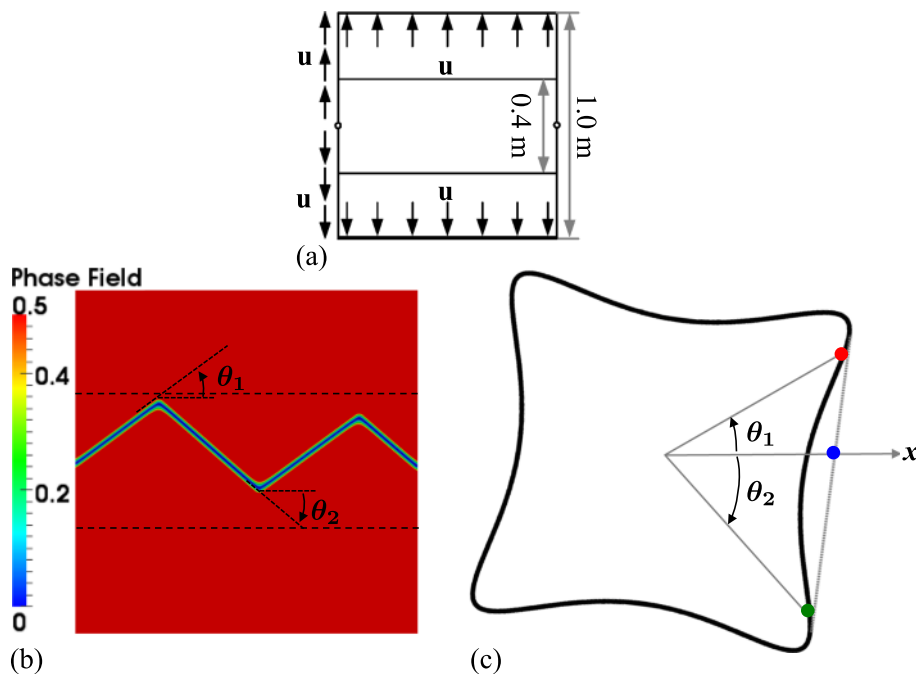 u
u
0.4 m
1.0 m
u
u
(a)
Phase Field
0.5
0.4
0.2
0
θ1
θ2
(b)
θ1
θ2
x
(c)